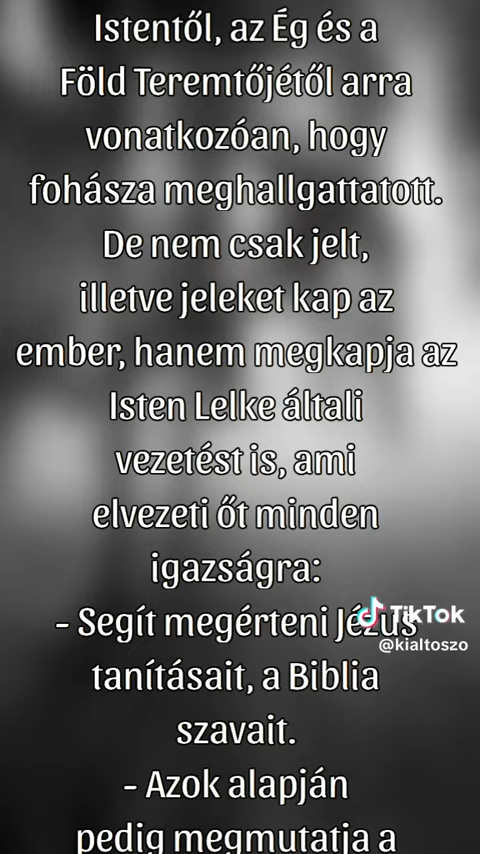 Istentől, az Ég és a
Föld Teremtőjétől arra
vonatkozóan, hogy
fohásza meghallgattatott.
De nem csak jelt,
illetve jeleket kap az
ember, hanem megkapja az
Isten Lelke általi
vezetést is, ami
elvezeti őt minden
igazságra:
- Segít megérteni Jézus
TikTok
@kialtoszo
tanításait, a Biblia
szavait.
- Azok alapján
pedig megmutatja a